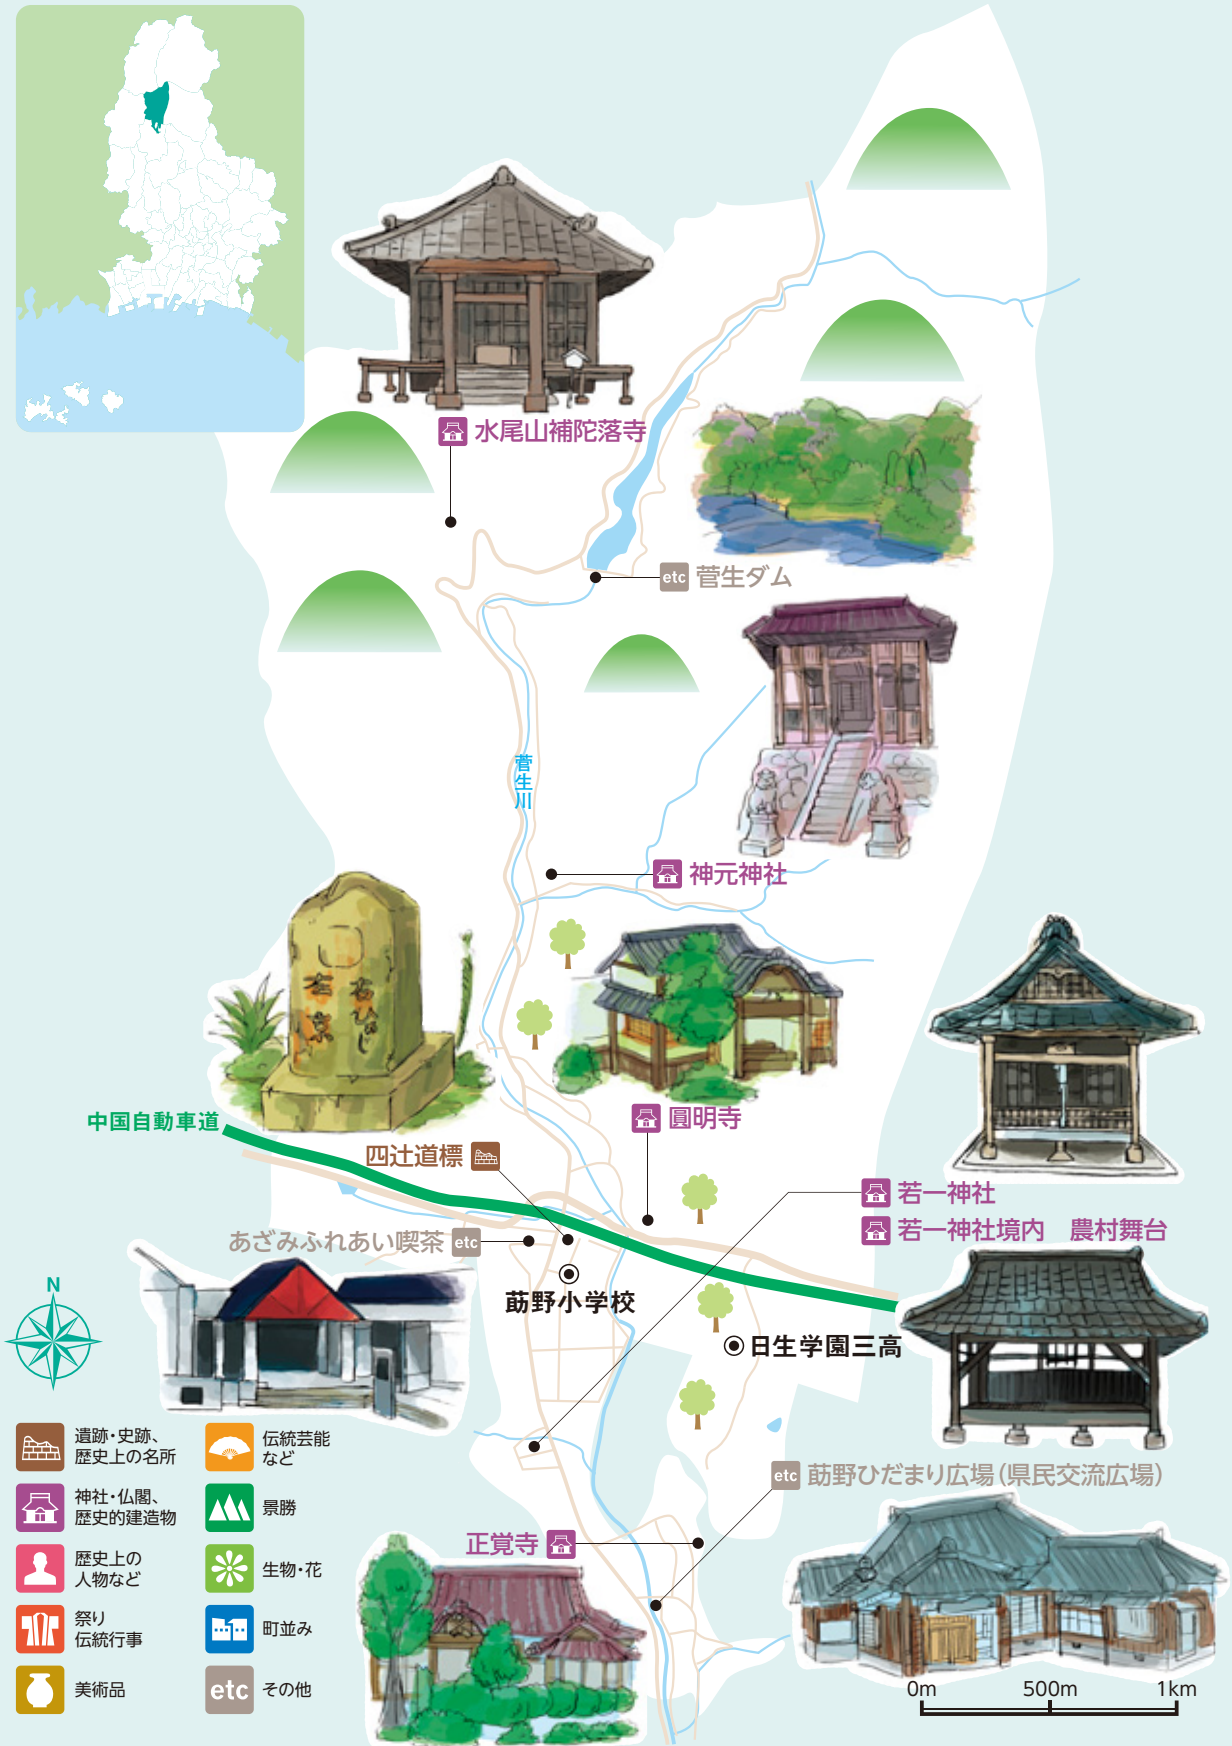 水尾山補陀落寺
etc 菅生ダム
菅生川
神元神社
左 京
右 ひめじ
中国自動車道
圓明寺
四辻道標
若一神社
若一神社境内 農村舞台
あざみふれあい喫茶 etc
莇野小学校
N
日生学園三高
etc 莇野ひだまり広場(県民交流広場)
正覚寺
遺跡・史跡、
歴史上の名所
神社・仏閣、
歴史的建造物
歴史上の
人物など
祭り
伝統行事
美術品
伝統芸能
など
景勝
生物・花
町並み
etc その他
0m 500m 1km